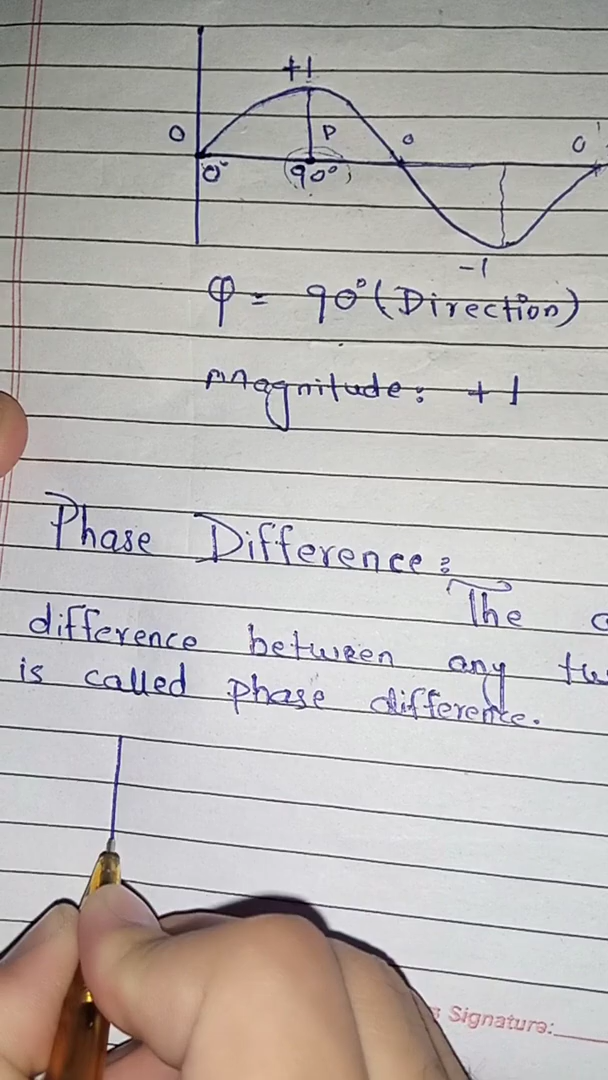 +1
0 P 0 0
0° 90°
-1
φ = 90° (Direction)
Magnitude: +1
Phase Difference:
The
difference between any
is called phase difference.
Signature: